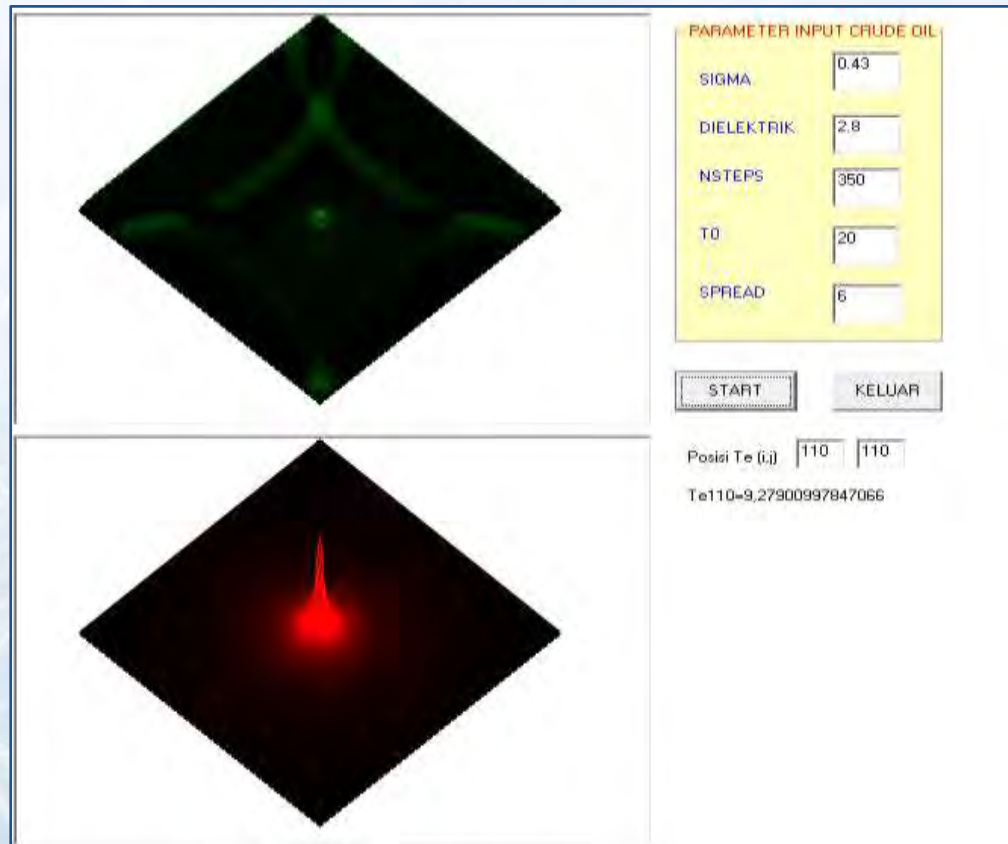 PARAMETER INPUT CRUDE OIL
SIGMA 0.43
DIELEKTRIK 2.8
NSTEPS 350
T0 20
SPREAD 6
START KELUAR
Posisi Te (i,j) 110 110
Te110=9,27900997847066